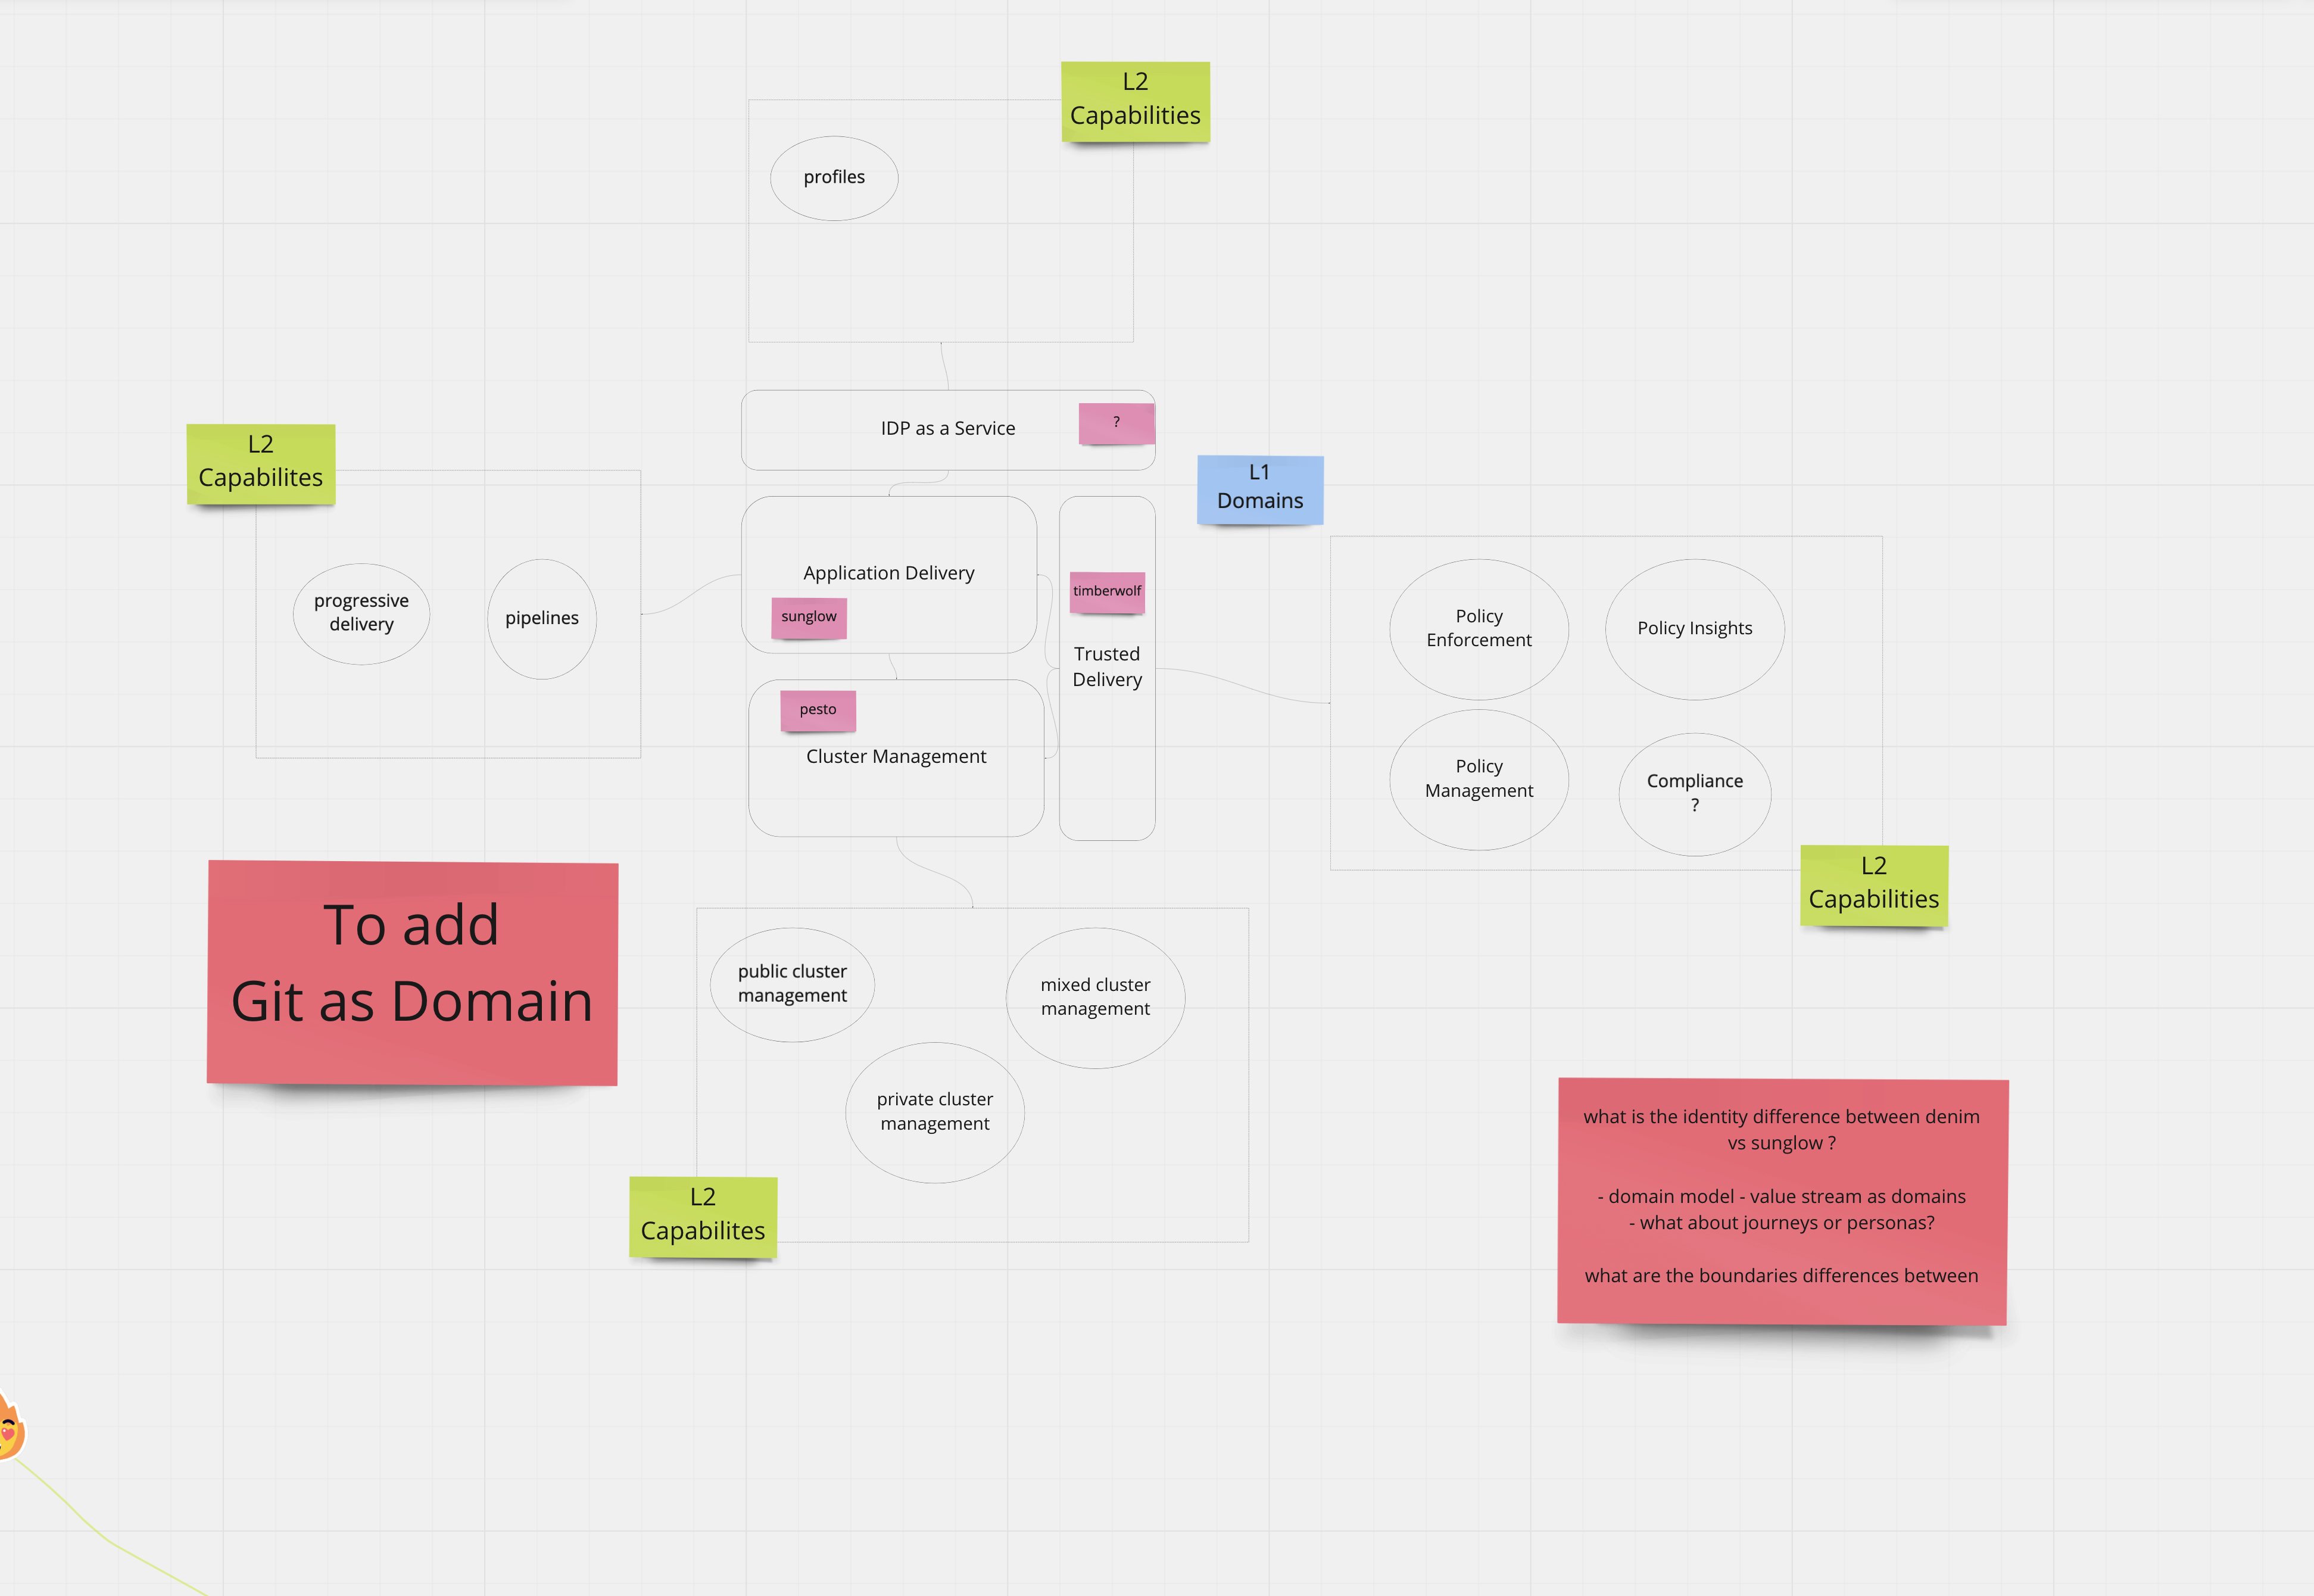 L2
Capabilities
profiles
IDP as a Service
?
L2
Capabilites
progressive
delivery
pipelines
Application Delivery
sunglow
timberwolf
Trusted
Delivery
L1
Domains
pesto
Cluster Management
Policy
Enforcement
Policy Insights
Policy
Management
Compliance
?
L2
Capabilities
To add
Git as Domain
public cluster
management
mixed cluster
management
private cluster
management
L2
Capabilites
what is the identity difference between denim
vs sunglow ?
- domain model - value stream as domains
- what about journeys or personas?
what are the boundaries differences between